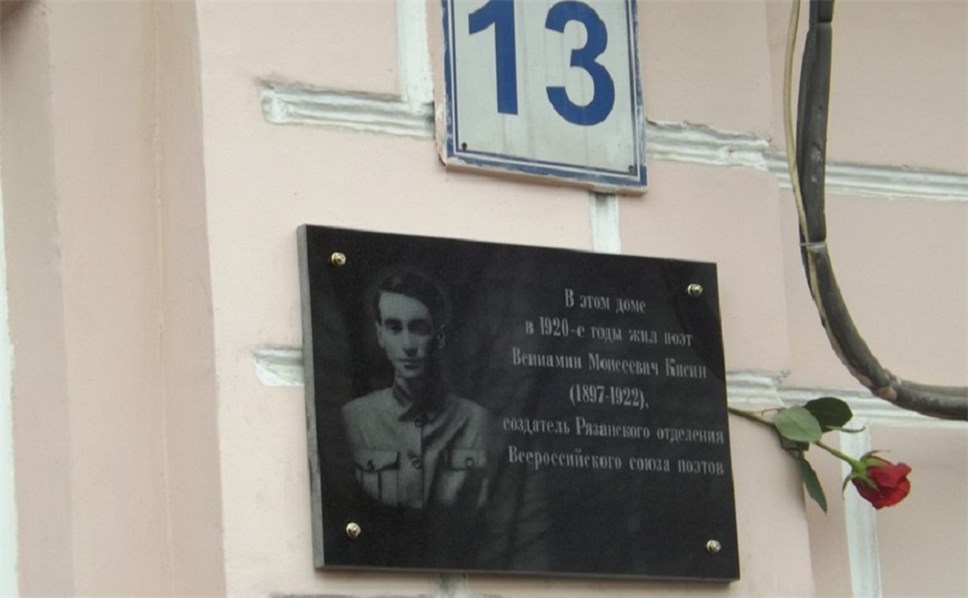 13
В этом доме
в 1920-е годы жил поэт
Вениамин Моисеевич Кисин
(1897-1922),
создатель Рязанского отделения
Всероссийского союза поэтов